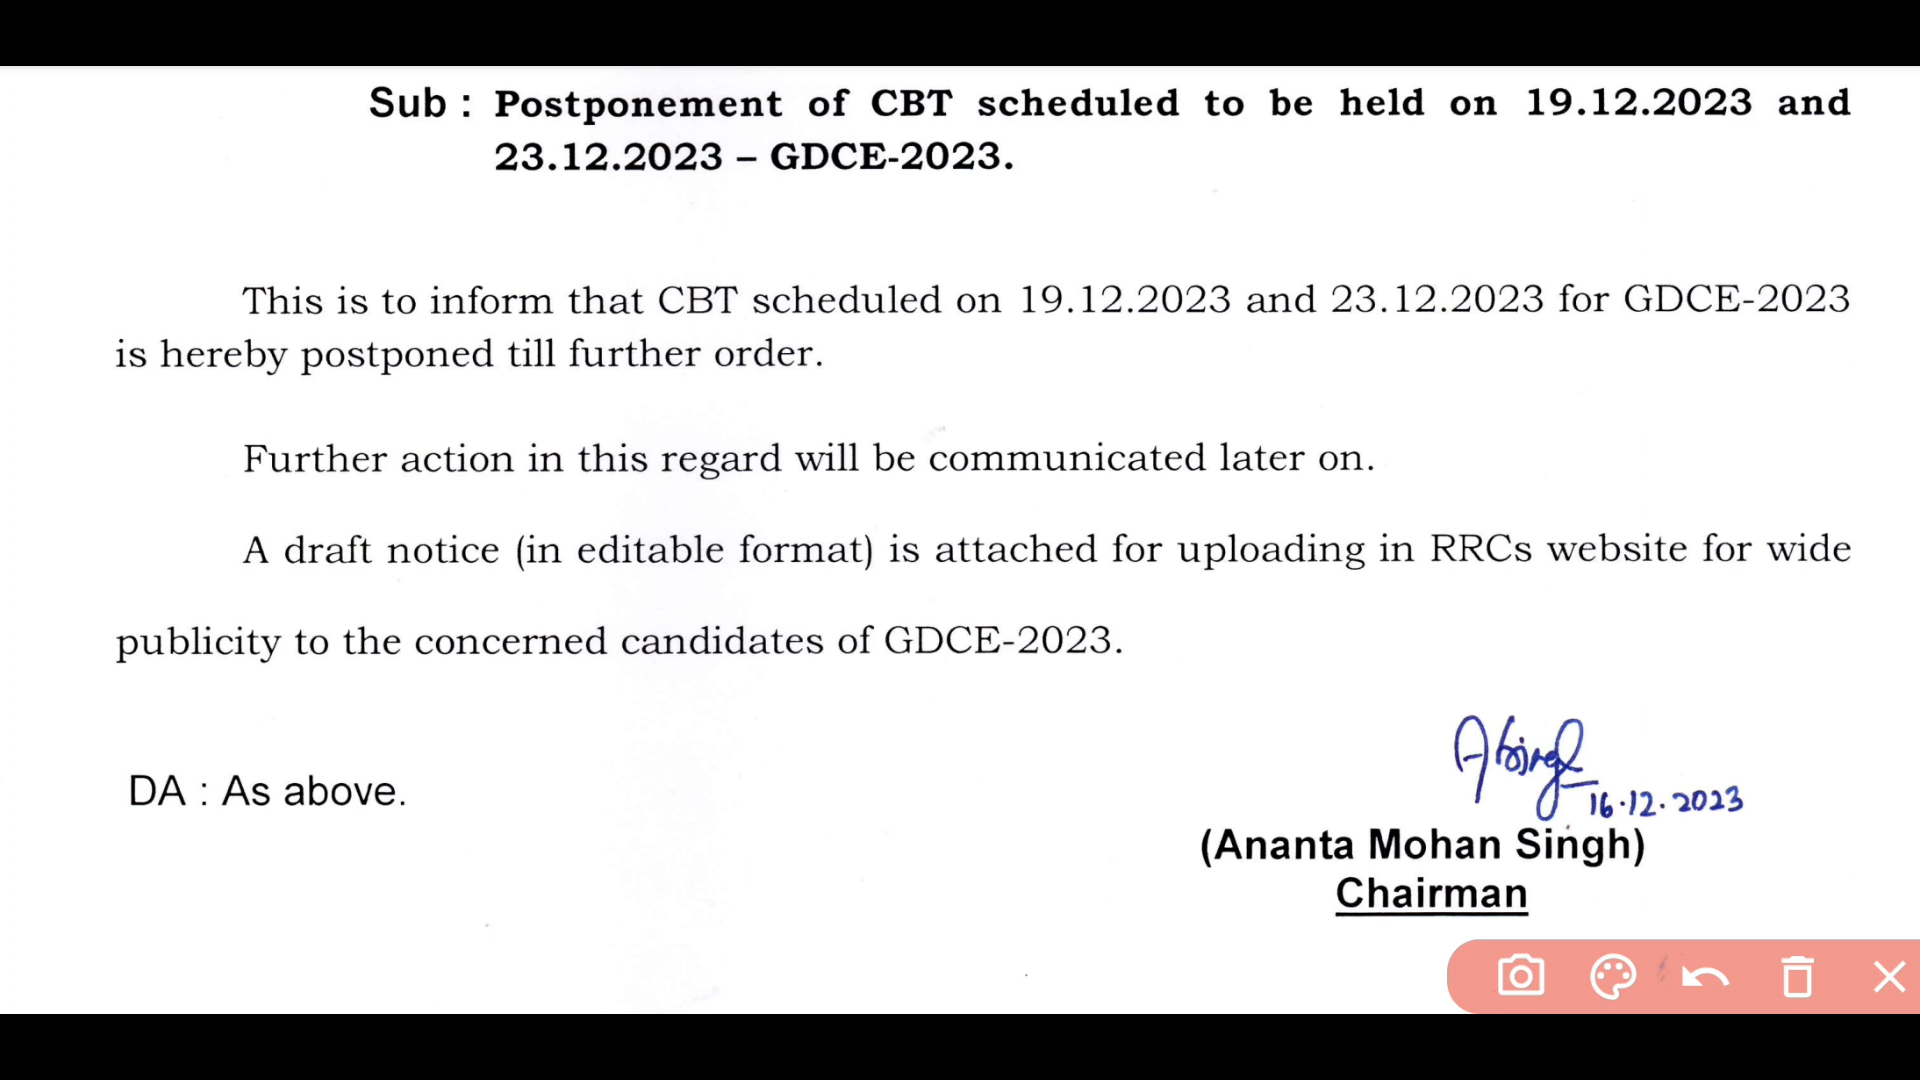 Sub : Postponement of CBT scheduled to be held on 19.12.2023 and
23.12.2023 – GDCE-2023.
This is to inform that CBT scheduled on 19.12.2023 and 23.12.2023 for GDCE-2023
is hereby postponed till further order.
Further action in this regard will be communicated later on.
A draft notice (in editable format) is attached for uploading in RRCs website for wide
publicity to the concerned candidates of GDCE-2023.
DA : As above.
16.12.2023
(Ananta Mohan Singh)
Chairman